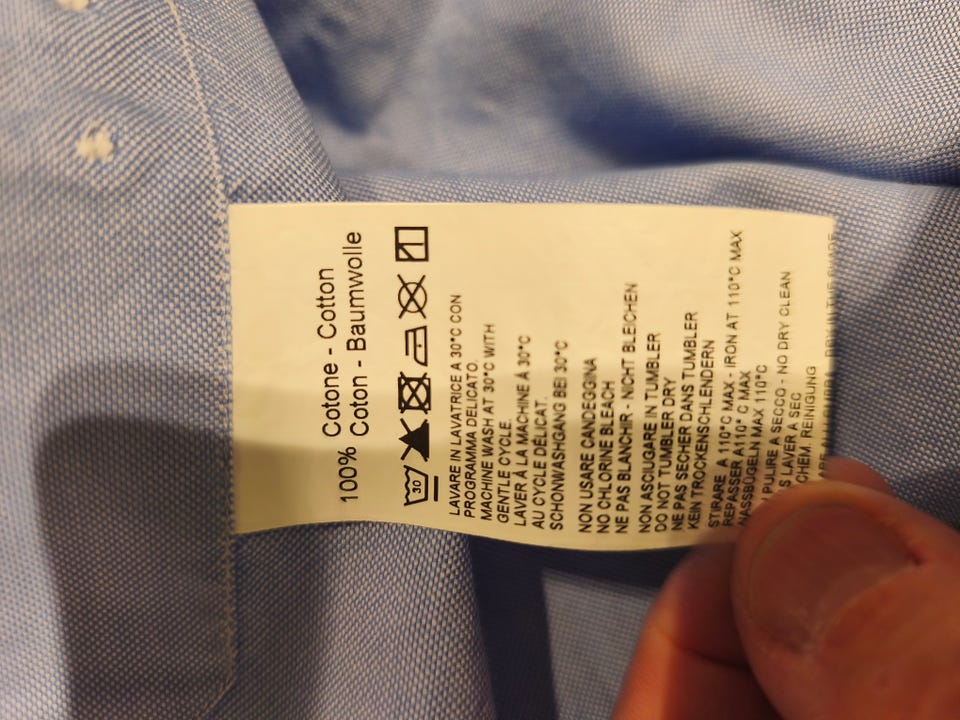 100% Cotone - Cotton
Coton - Baumwolle
30
LAVARE IN LAVATRICE A 30°C CON
PROGRAMMA DELICATO.
MACHINE WASH AT 30°C WITH
GENTLE CYCLE.
LAVER À LA MACHINE À 30°C
AU CYCLE DÉLICAT.
SCHONWASHGANG BEI 30°C
NON USARE CANDEGGINA
NO CHLORINE BLEACH
NE PAS BLANCHIR - NICHT BLEICHEN
NON ASCIUGARE IN TUMBLER
DO NOT TUMBLER DRY
NE PAS SECHER DANS TUMBLER
KEIN TROCKENSCHLENDERN
STIRARE A 110°C MAX - IRON AT 110°C MAX
REPASSER A110° C MAX
NASSBÜGELN MAX 110°C
PULIRE A SECCO - NO DRY CLEAN
LAVER A SEC
CHEM. REINIGUNG